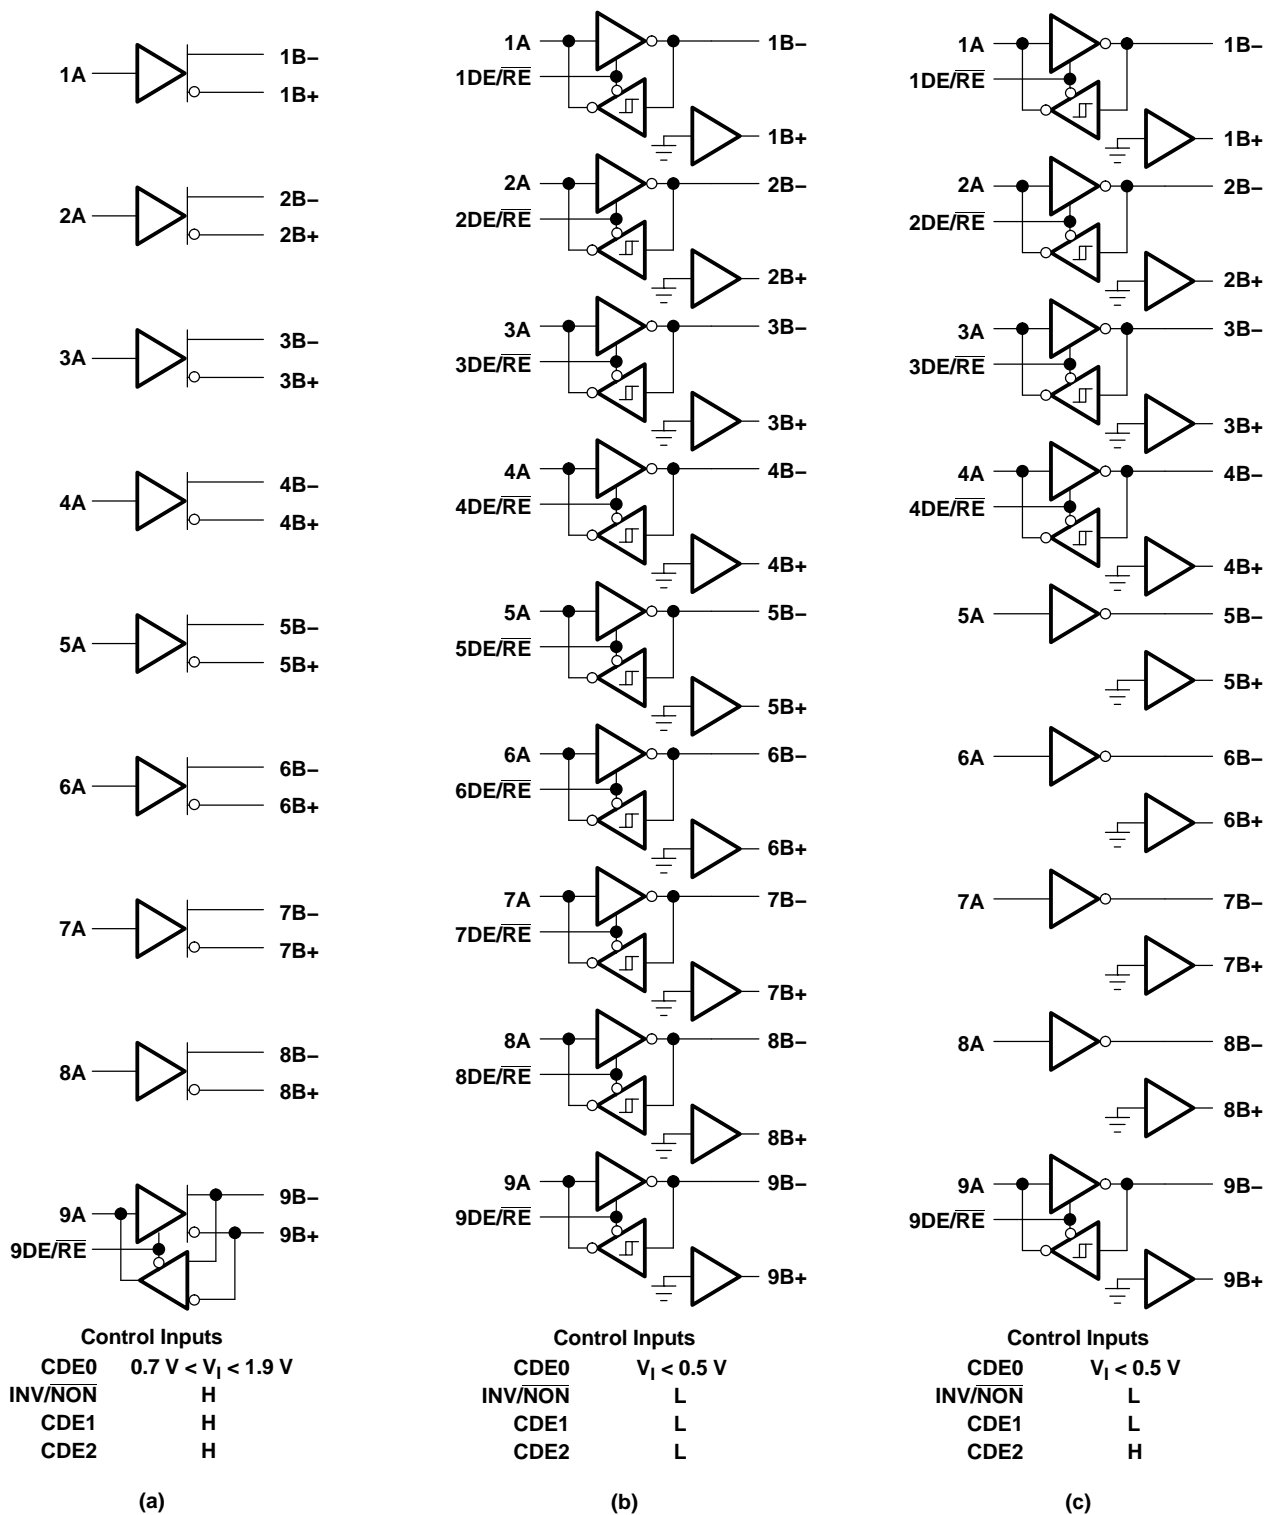 1A
1B–
1B+
2A
2B–
2B+
3A
3B–
3B+
4A
4B–
4B+
5A
5B–
5B+
6A
6B–
6B+
7A
7B–
7B+
8A
8B–
8B+
9A
9B–
9B+
9DE/RE
Control Inputs
CDE0 0.7 V < VI < 1.9 V
INV/NON H
CDE1 H
CDE2 H
(a)
1A
1B–
1DE/RE
1B+
2A
2B–
2DE/RE
2B+
3A
3B–
3DE/RE
3B+
4A
4B–
4DE/RE
4B+
5A
5B–
5DE/RE
5B+
6A
6B–
6DE/RE
6B+
7A
7B–
7DE/RE
7B+
8A
8B–
8DE/RE
8B+
9A
9B–
9DE/RE
9B+
Control Inputs
CDE0 VI < 0.5 V
INV/NON L
CDE1 L
CDE2 L
(b)
1A
1B–
1DE/RE
1B+
2A
2B–
2DE/RE
2B+
3A
3B–
3DE/RE
3B+
4A
4B–
4DE/RE
4B+
5A
5B–
5B+
6A
6B–
6B+
7A
7B–
7B+
8A
8B–
8B+
9A
9B–
9DE/RE
9B+
Control Inputs
CDE0 VI < 0.5 V
INV/NON L
CDE1 L
CDE2 H
(c)